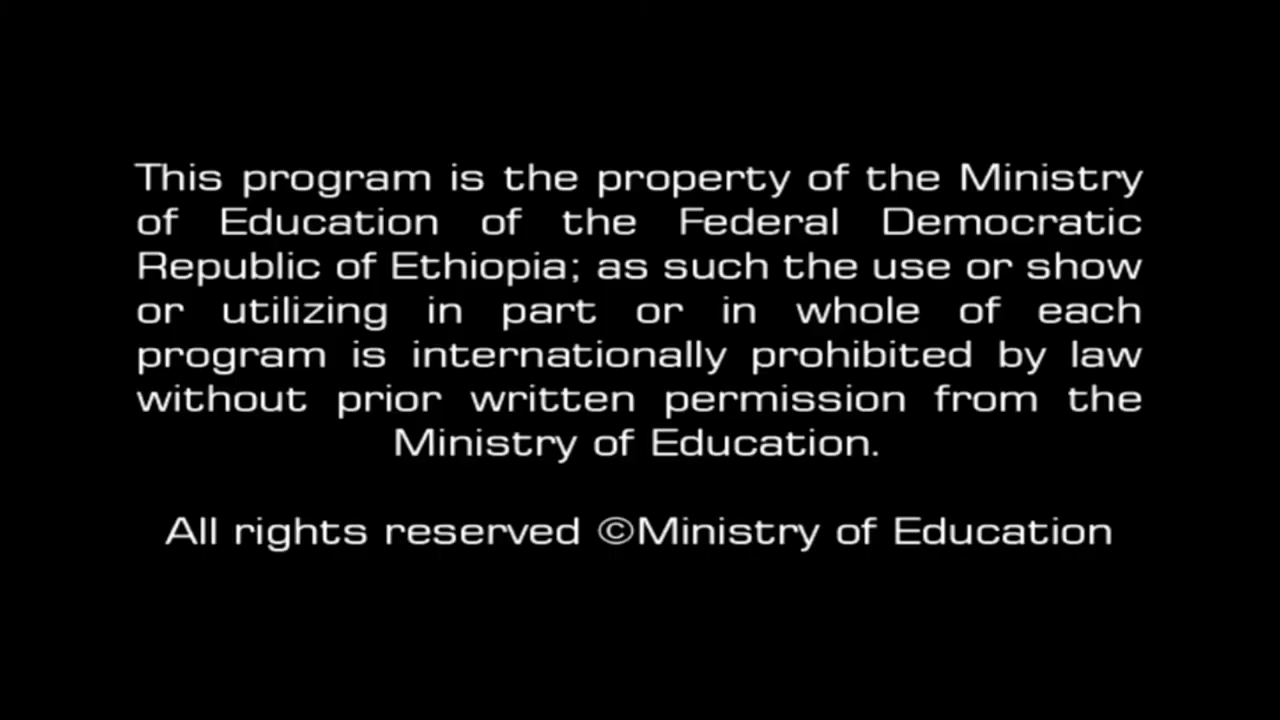 This program is the property of the Ministry
of Education of the Federal Democratic
Republic of Ethiopia; as such the use or show
or utilizing in part or in whole of each
program is internationally prohibited by law
without prior written permission from the
Ministry of Education.
All rights reserved ©Ministry of Education